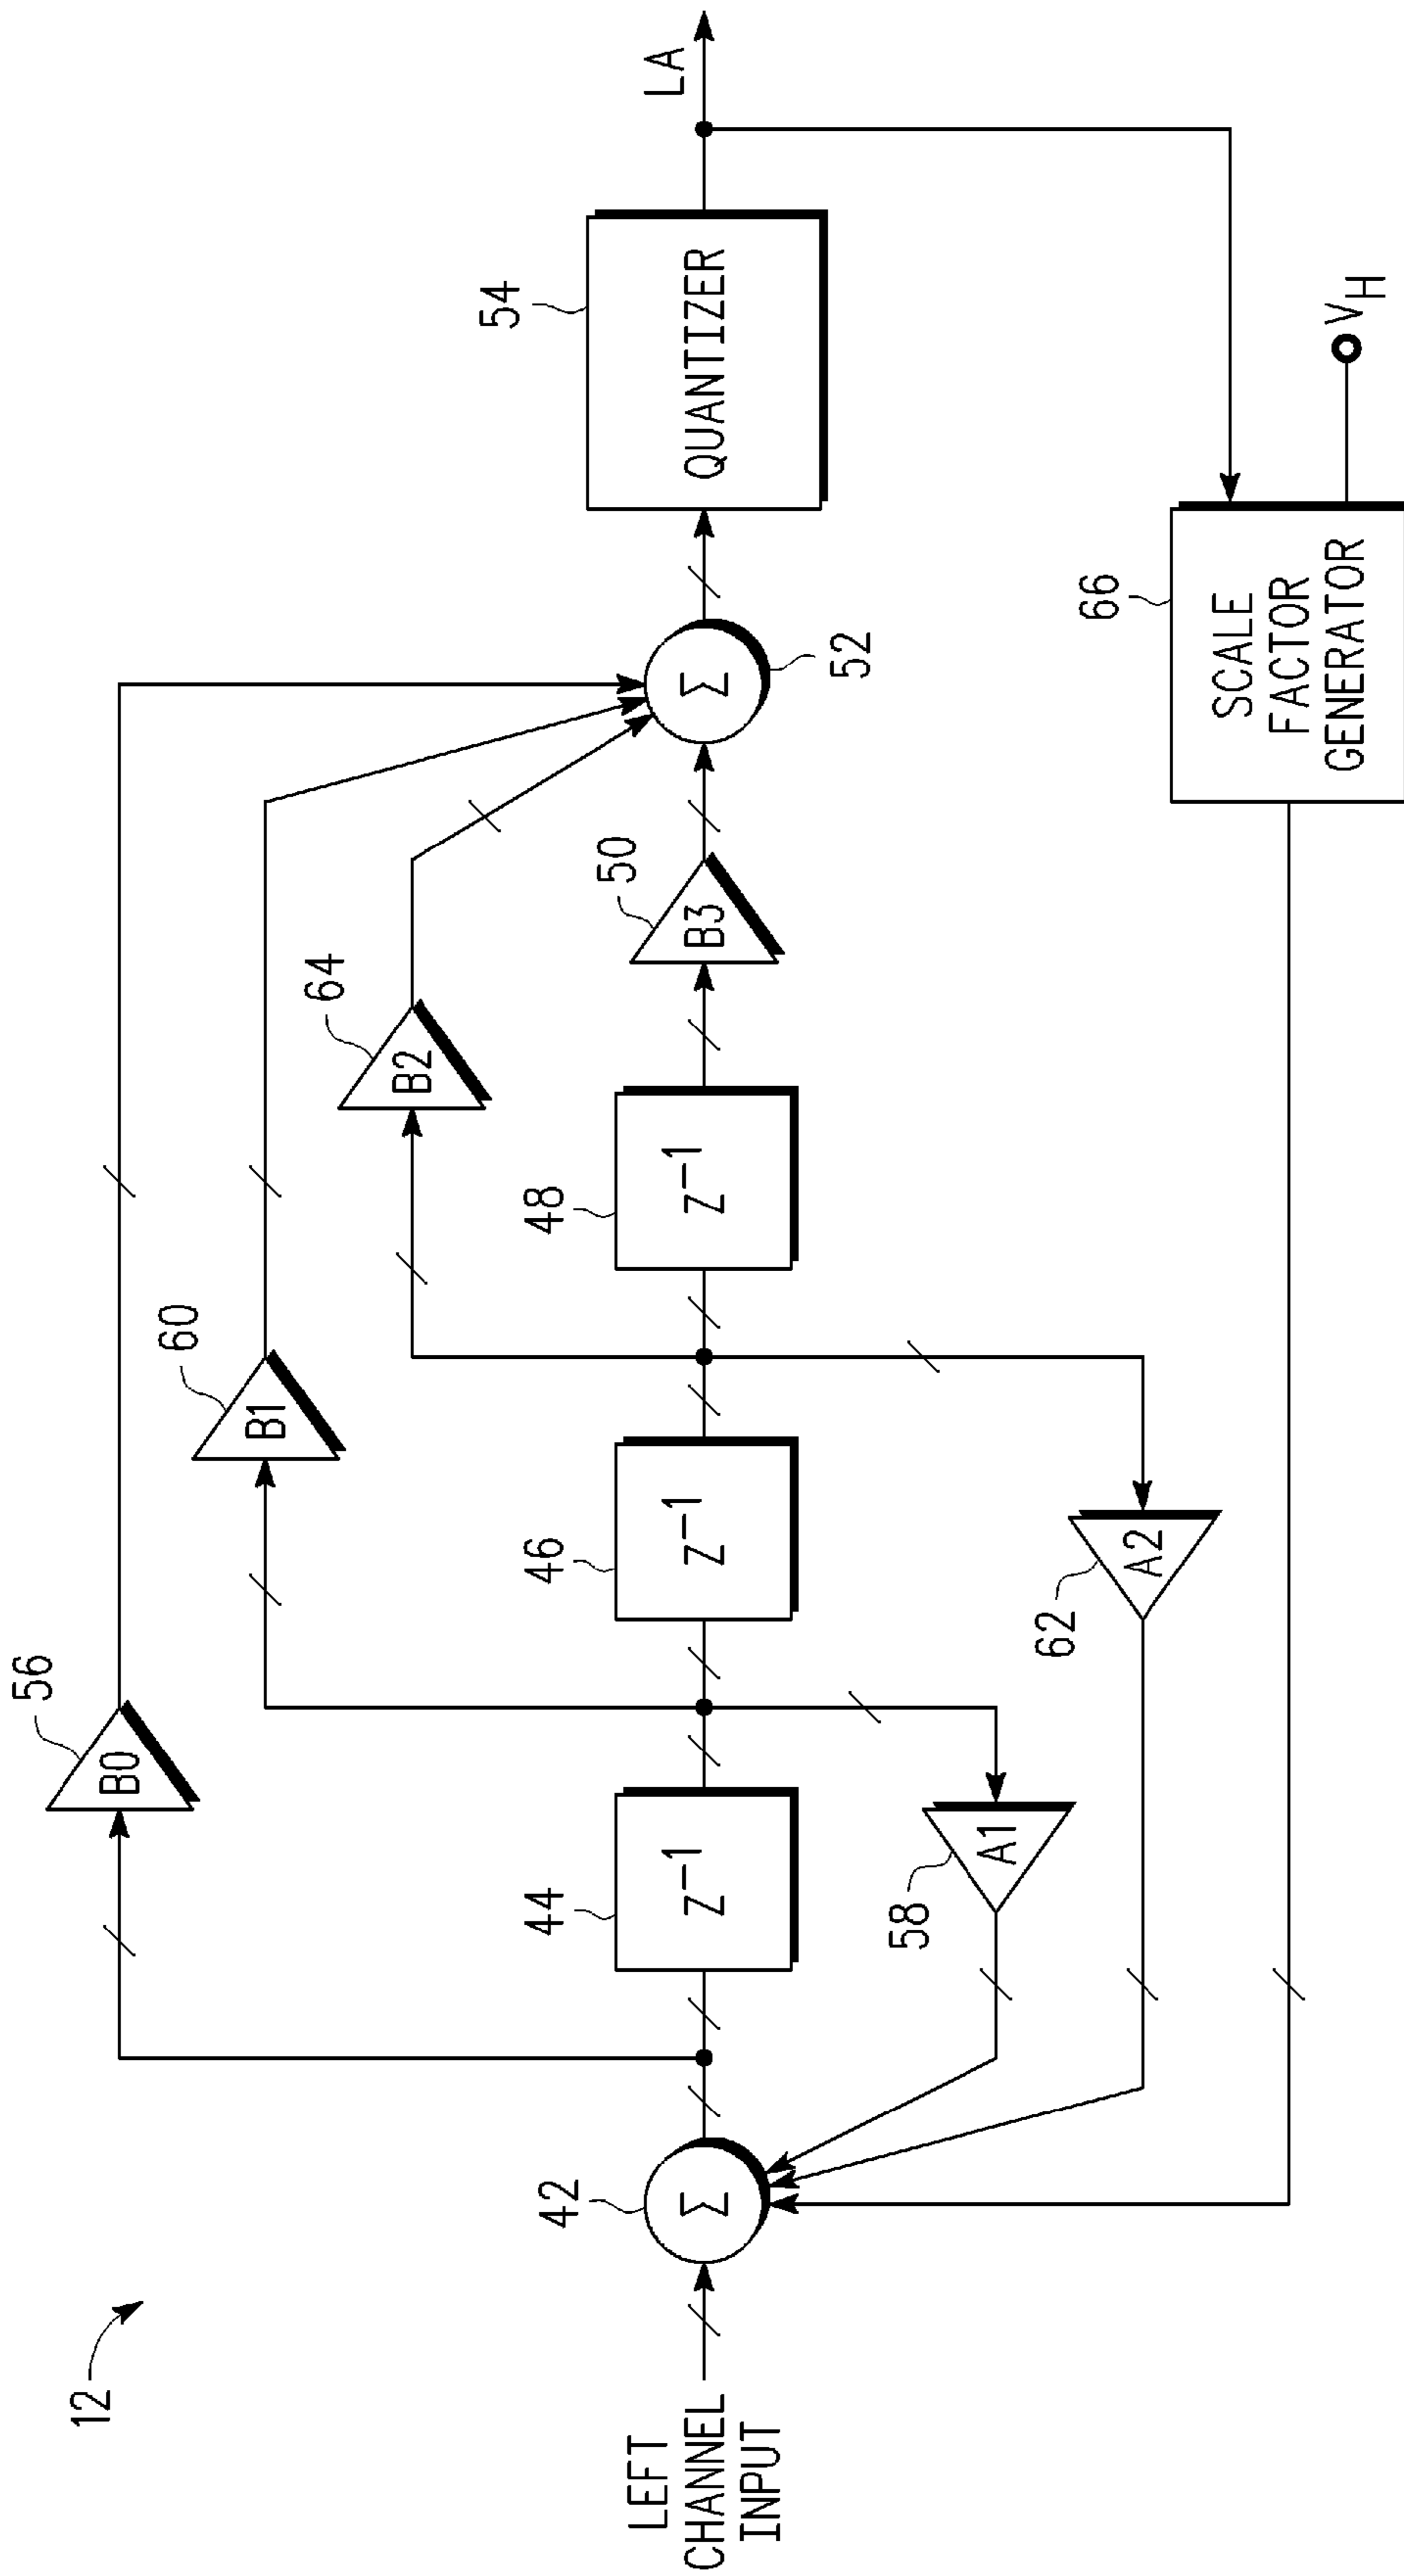 12
56
B0
60
B1
64
B2
LEFT
CHANNEL
INPUT
42
Σ
44
Z⁻¹
46
Z⁻¹
48
Z⁻¹
50
B3
Σ
52
54
QUANTIZER
LA
58
A1
62
A2
66
SCALE
FACTOR
GENERATOR
VH